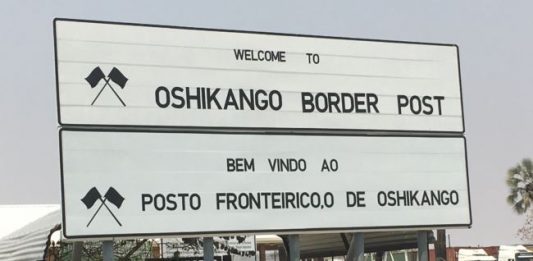 WELCOME TO
OSHIKANGO BORDER POST
BEM VINDO AO
POSTO FRONTEIRICO,O DE OSHIKANGO